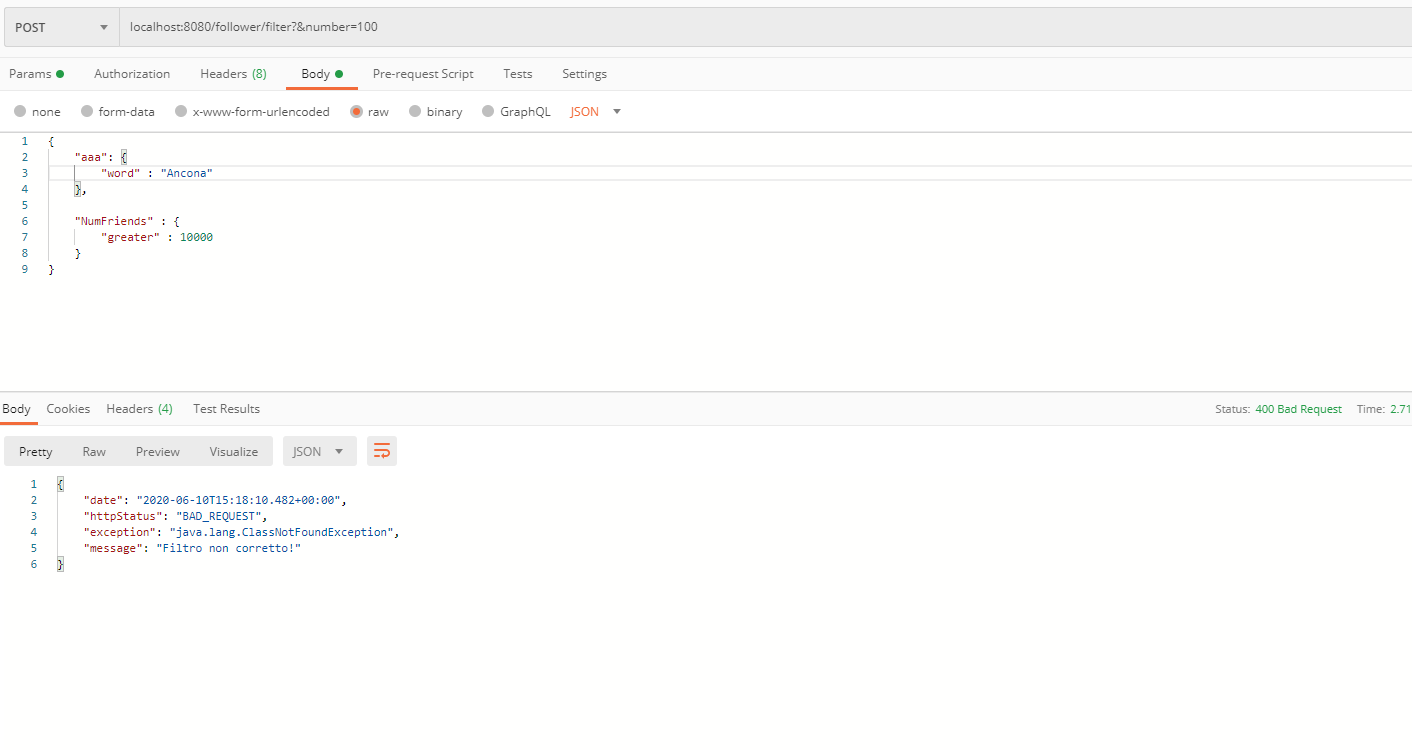 POST localhost:8080/follower/filter?&number=100
Params Authorization Headers (8) Body Pre-request Script Tests Settings
none form-data x-www-form-urlencoded raw binary GraphQL JSON
1 {
2 "aaa": {
3 "word" : "Ancona"
4 },
5
6 "NumFriends" : {
7 "greater" : 10000
8 }
9 }
Body Cookies Headers (4) Test Results Status: 400 Bad Request Time: 2.71
Pretty Raw Preview Visualize JSON
1 {
2 "date": "2020-06-10T15:18:10.482+00:00",
3 "httpStatus": "BAD_REQUEST",
4 "exception": "java.lang.ClassNotFoundException",
5 "message": "Filtro non corretto!"
6 }